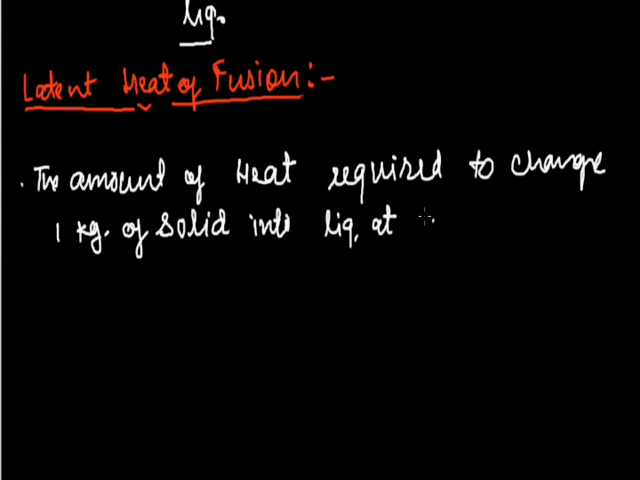 liq.
Latent Heat of Fusion:-
. The amount of Heat required to change
1 kg. of solid into liq. at